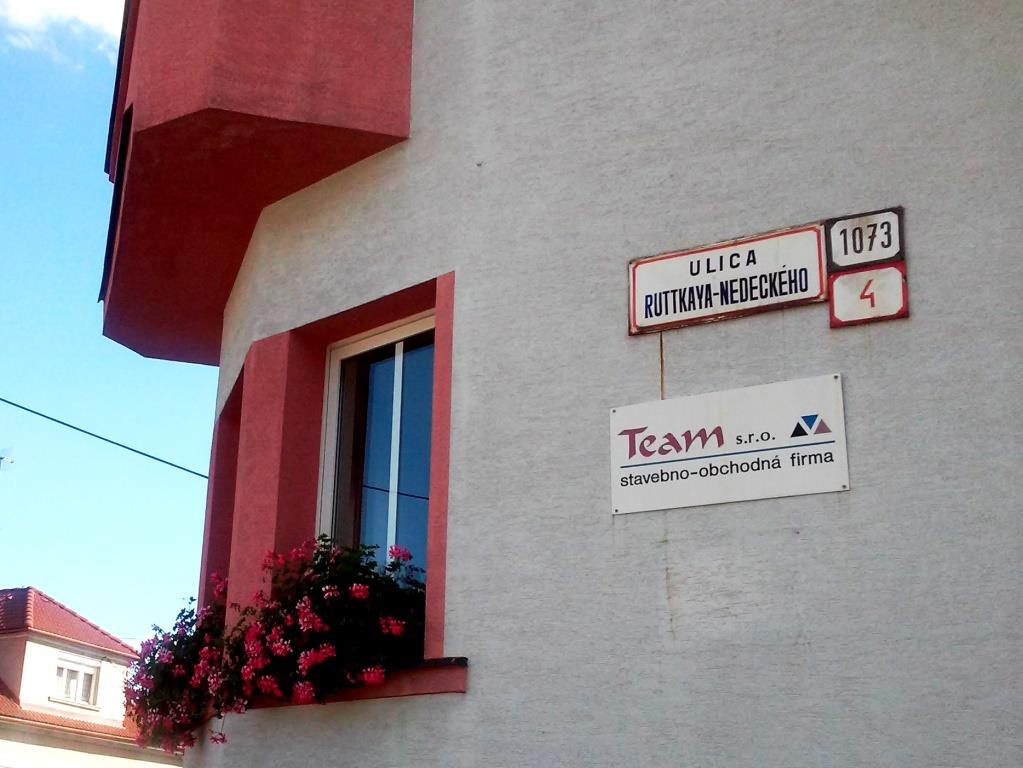 ULICA
RUTTKAYA-NEDECKÉHO
1073
4
Team s.r.o.
stavebno-obchodná firma